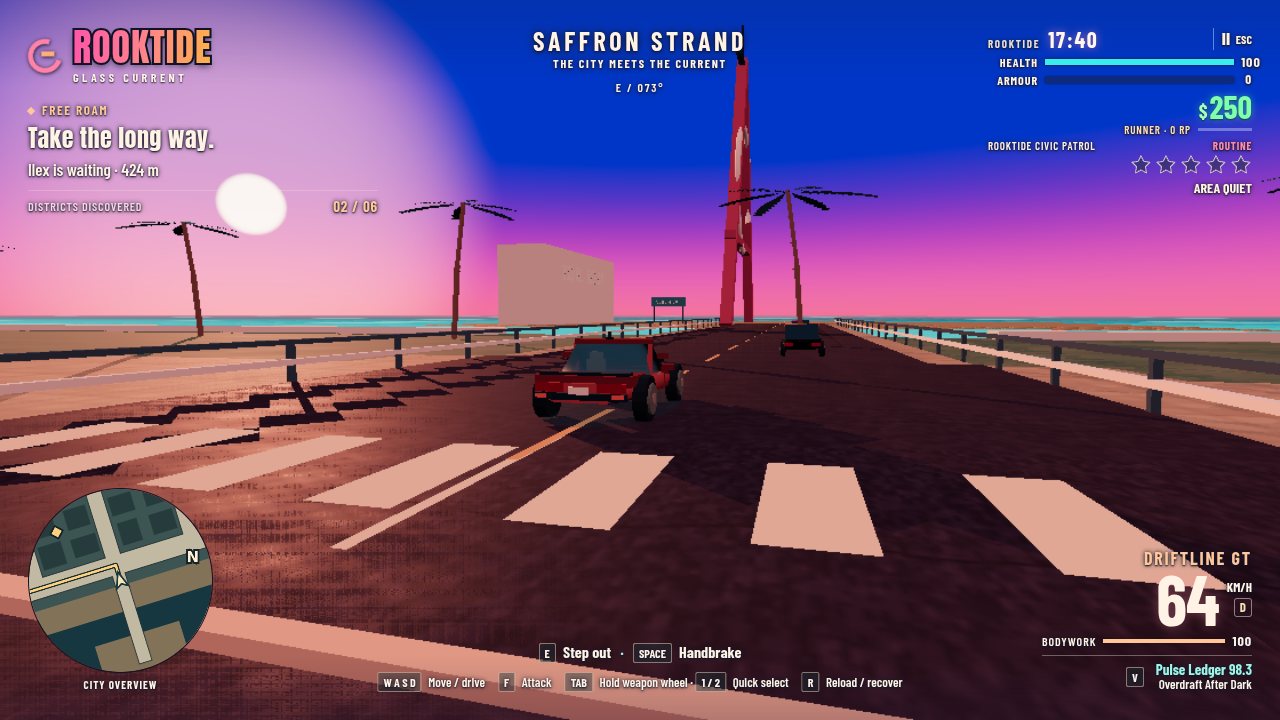 ROOKTIDE
GLASS CURRENT
FREE ROAM
Take the long way.
Ilex is waiting · 424 m
DISTRICTS DISCOVERED 02 / 06
SAFFRON STRAND
THE CITY MEETS THE CURRENT
E / 073°
ROOKTIDE 17:40
ESC
HEALTH 100
ARMOUR 0
$250
RUNNER · 0 RP
ROOKTIDE CIVIC PATROL ROUTINE
AREA QUIET
N
CITY OVERVIEW
E Step out · SPACE Handbrake
WASD Move / drive F Attack TAB Hold weapon wheel · 1/2 Quick select R Reload / recover
DRIFTLINE GT
64 KM/H
D
BODYWORK 100
V Pulse Ledger 98.3
Overdraft After Dark